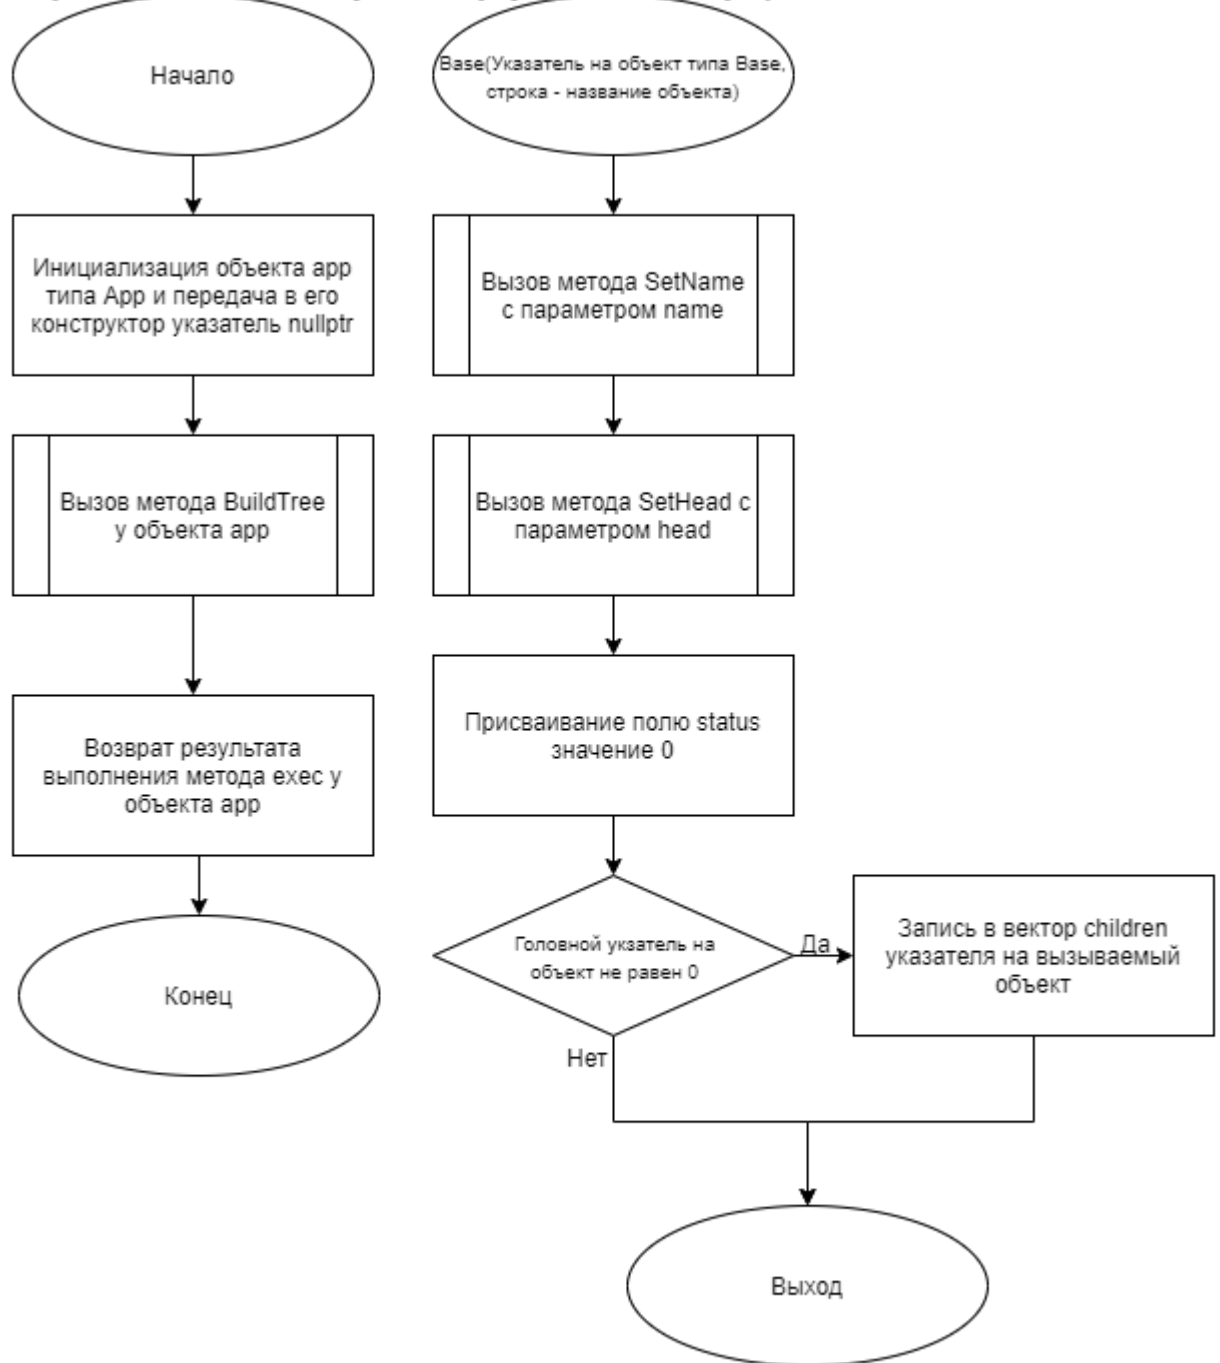 Начало
Инициализация объекта app
типа App и передача в его
конструктор указатель nullptr
Вызов метода BuildTree
у объекта app
Возврат результата
выполнения метода exec у
объекта app
Конец
Base(Указатель на объект типа Base,
строка - название объекта)
Вызов метода SetName
с параметром name
Вызов метода SetHead с
параметром head
Присваивание полю status
значение 0
Головной укзатель на
объект не равен 0
Да
Запись в вектор children
указателя на вызываемый
объект
Нет
Выход